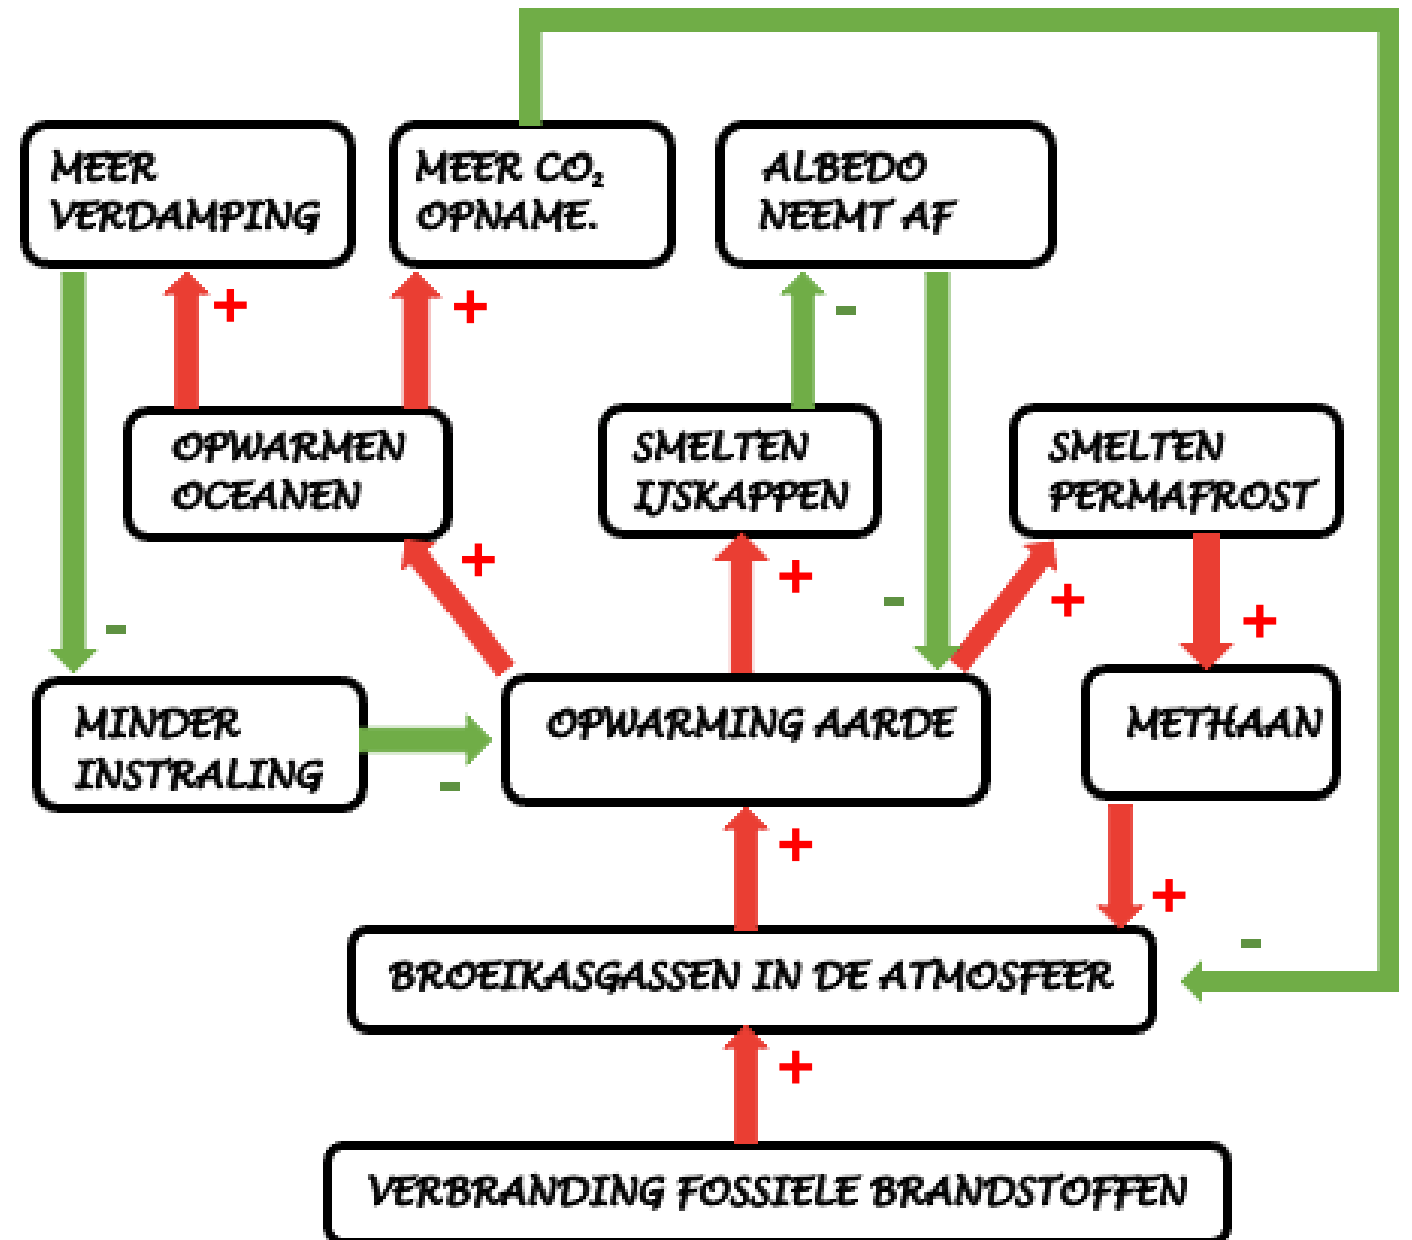 MEER
VERDAMPING
MEER CO₂
OPNAME.
ALBEDO
NEEMT AF
+
+
-
OPWARMEN
OCEANEN
SMELTEN
IJSKAPPEN
SMELTEN
PERMAFROST
+
+
-
+
+
-
MINDER
INSTRALING
OPWARMING AARDE
METHAAN
-
+
+
-
BROEIKASGASSEN IN DE ATMOSFEER
+
VERBRANDING FOSSIELE BRANDSTOFFEN